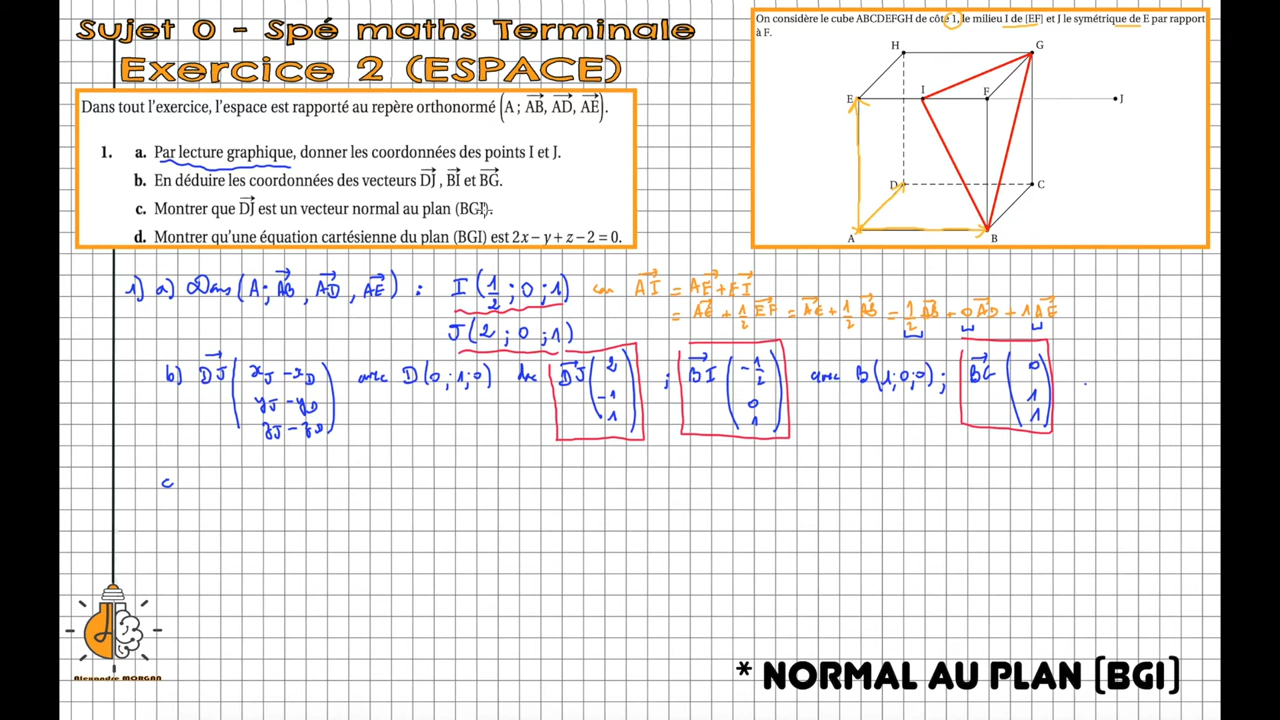 Sujet 0 - Spé maths Terminale
Exercice 2 (ESPACE)
On considère le cube ABCDEFGH de côté 1, le milieu I de [EF] et J le symétrique de E par rapport
à F.
H
G
E
I
F
J
D
C
A
B
Dans tout l'exercice, l'espace est rapporté au repère orthonormé (A ; AB, AD, AE).
1. a. Par lecture graphique, donner les coordonnées des points I et J.
b. En déduire les coordonnées des vecteurs DJ , BI et BG.
c. Montrer que DJ est un vecteur normal au plan (BGI).
d. Montrer qu'une équation cartésienne du plan (BGI) est 2x − y + z − 2 = 0.
1) a) Dans (A; AB, AD, AE) : I(1/2 ; 0 ; 1) car AI = AE + EI
= AE + 1/2 EF = AE + 1/2 AB = 1/2 AB + 0 AD + 1 AE
J(2 ; 0 ; 1)
b) DJ ( xJ − xD avec D(0 ; 1 ; 0) donc DJ ( 2 ; BI ( −1/2 avec B(1 ; 0 ; 0) ; BG ( 0
yJ − yD −1 0 1
zJ − zD ) 1 ) 1 ) 1 )
c
Alexandre MORGAN
* NORMAL AU PLAN (BGI)